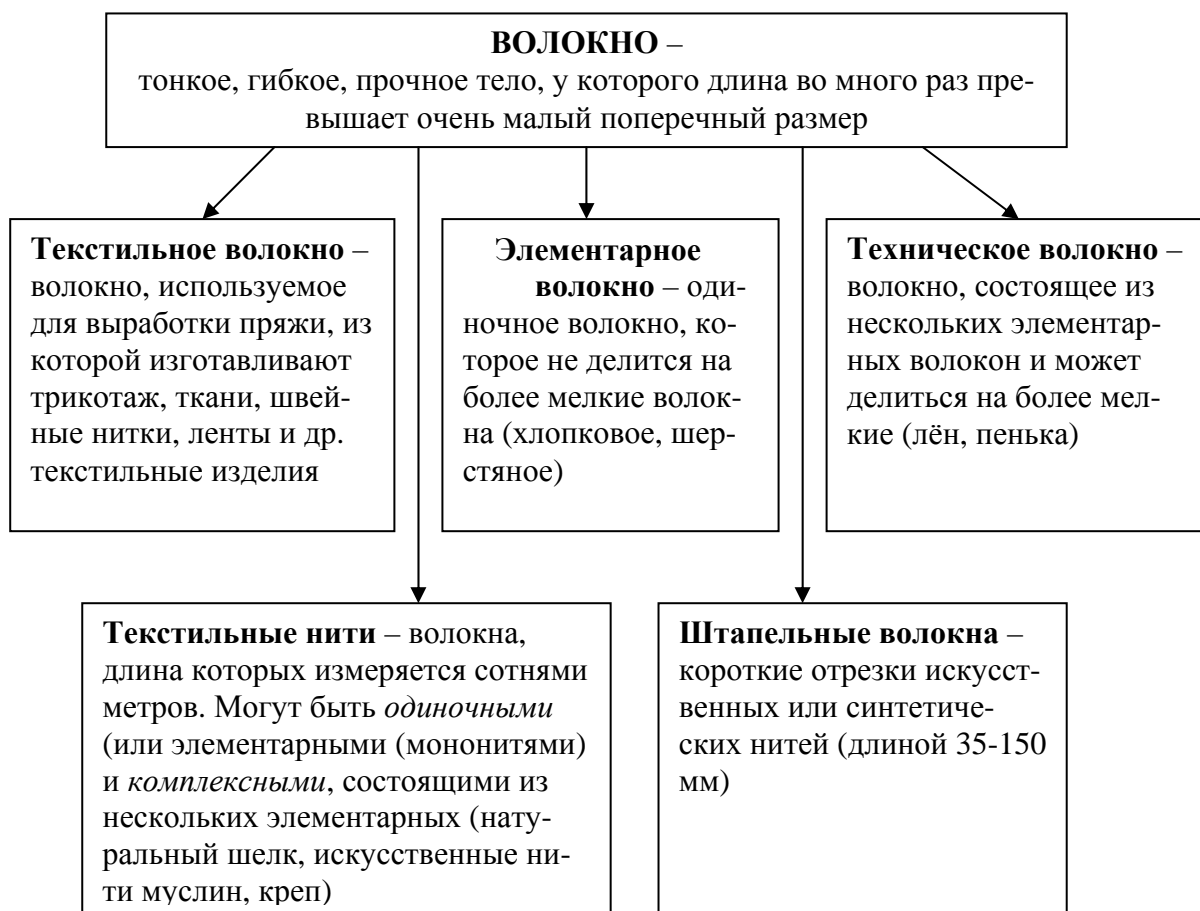 ВОЛОКНО –
тонкое, гибкое, прочное тело, у которого длина во много раз пре-
вышает очень малый поперечный размер
Текстильное волокно –
волокно, используемое
для выработки пряжи, из
которой изготавливают
трикотаж, ткани, швей-
ные нитки, ленты и др.
текстильные изделия
Элементарное
волокно – оди-
ночное волокно, ко-
торое не делится на
более мелкие волок-
на (хлопковое, шер-
стяное)
Техническое волокно –
волокно, состоящее из
нескольких элементар-
ных волокон и может
делиться на более мел-
кие (лён, пенька)
Текстильные нити – волокна,
длина которых измеряется сотнями
метров. Могут быть одиночными
(или элементарными (мононитями)
и комплексными, состоящими из
нескольких элементарных (нату-
ральный шелк, искусственные ни-
ти муслин, креп)
Штапельные волокна –
короткие отрезки искусст-
венных или синтетиче-
ских нитей (длиной 35-150
мм)